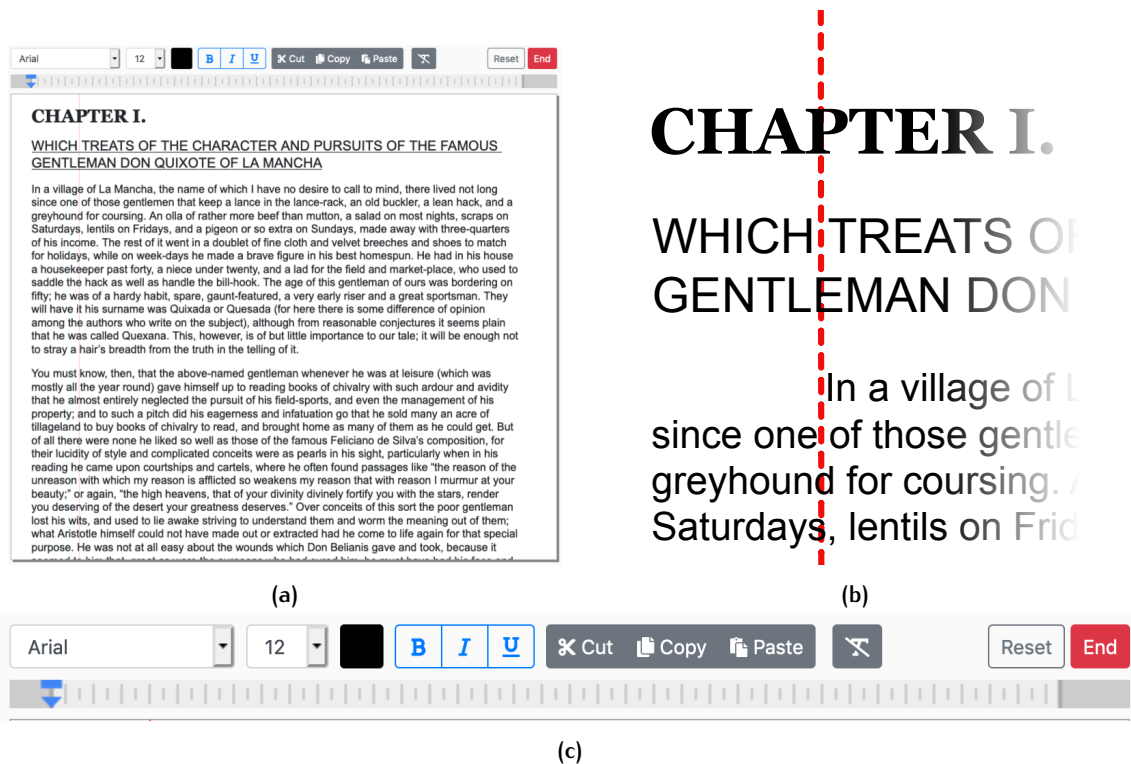 Arial 12 B I U Cut Copy Paste Reset End
CHAPTER I.
WHICH TREATS OF THE CHARACTER AND PURSUITS OF THE FAMOUS
GENTLEMAN DON QUIXOTE OF LA MANCHA
In a village of La Mancha, the name of which I have no desire to call to mind, there lived not long
since one of those gentlemen that keep a lance in the lance-rack, an old buckler, a lean hack, and a
greyhound for coursing. An olla of rather more beef than mutton, a salad on most nights, scraps on
Saturdays, lentils on Fridays, and a pigeon or so extra on Sundays, made away with three-quarters
of his income. The rest of it went in a doublet of fine cloth and velvet breeches and shoes to match
for holidays, while on week-days he made a brave figure in his best homespun. He had in his house
a housekeeper past forty, a niece under twenty, and a lad for the field and market-place, who used to
saddle the hack as well as handle the bill-hook. The age of this gentleman of ours was bordering on
fifty; he was of a hardy habit, spare, gaunt-featured, a very early riser and a great sportsman. They
will have it his surname was Quixada or Quesada (for here there is some difference of opinion
among the authors who write on the subject), although from reasonable conjectures it seems plain
that he was called Quexana. This, however, is of but little importance to our tale; it will be enough not
to stray a hair's breadth from the truth in the telling of it.
You must know, then, that the above-named gentleman whenever he was at leisure (which was
mostly all the year round) gave himself up to reading books of chivalry with such ardour and avidity
that he almost entirely neglected the pursuit of his field-sports, and even the management of his
property; and to such a pitch did his eagerness and infatuation go that he sold many an acre of
tillageland to buy books of chivalry to read, and brought home as many of them as he could get. But
of all there were none he liked so well as those of the famous Feliciano de Silva's composition, for
their lucidity of style and complicated conceits were as pearls in his sight, particularly when in his
reading he came upon courtships and cartels, where he often found passages like "the reason of the
unreason with which my reason is afflicted so weakens my reason that with reason I murmur at your
beauty;" or again, "the high heavens, that of your divinity divinely fortify you with the stars, render
you deserving of the desert your greatness deserves." Over conceits of this sort the poor gentleman
lost his wits, and used to lie awake striving to understand them and worm the meaning out of them;
what Aristotle himself could not have made out or extracted had he come to life again for that special
purpose. He was not at all easy about the wounds which Don Belianis gave and took, because it
(a)
CHAPTER I.
WHICH TREATS OF
GENTLEMAN DON
In a village of L
since one of those gentle
greyhound for coursing. A
Saturdays, lentils on Frid
(b)
Arial 12 B I U Cut Copy Paste Reset End
(c)